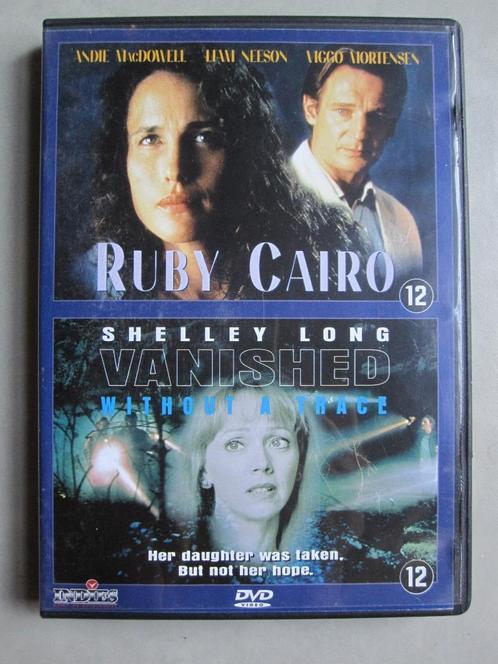 ANDIE MACDOWELL LIAM NEESON VIGGO MORTENSEN
RUBY CAIRO
12
SHELLEY LONG
VANISHED
WITHOUT A TRACE
Her daughter was taken.
But not her hope.
12
INDIES
DVD
VIDEO